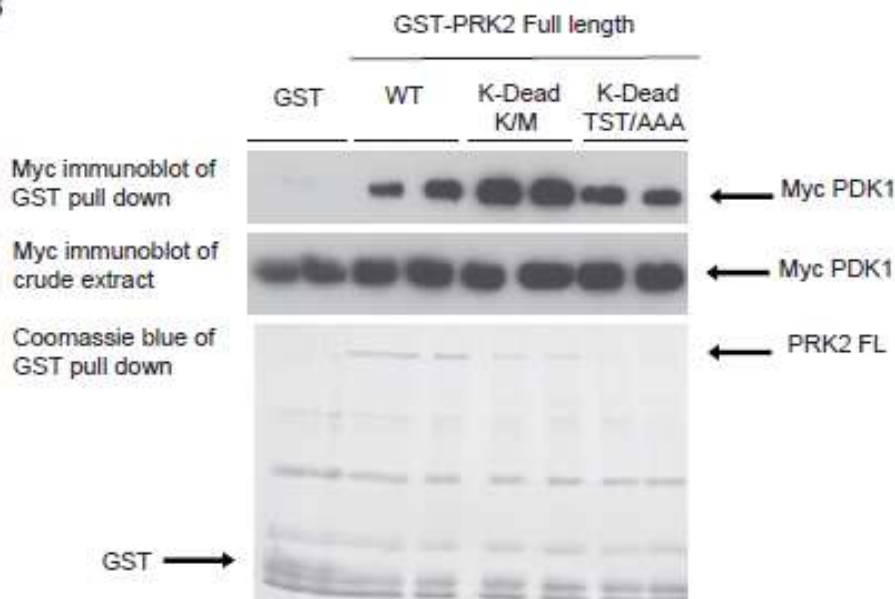 GST-PRK2 Full length
GST
WT
K-Dead
K/M
K-Dead
TST/AAA
Myc immunoblot of
GST pull down
Myc PDK1
Myc immunoblot of
crude extract
Myc PDK1
Coomassie blue of
GST pull down
PRK2 FL
GST